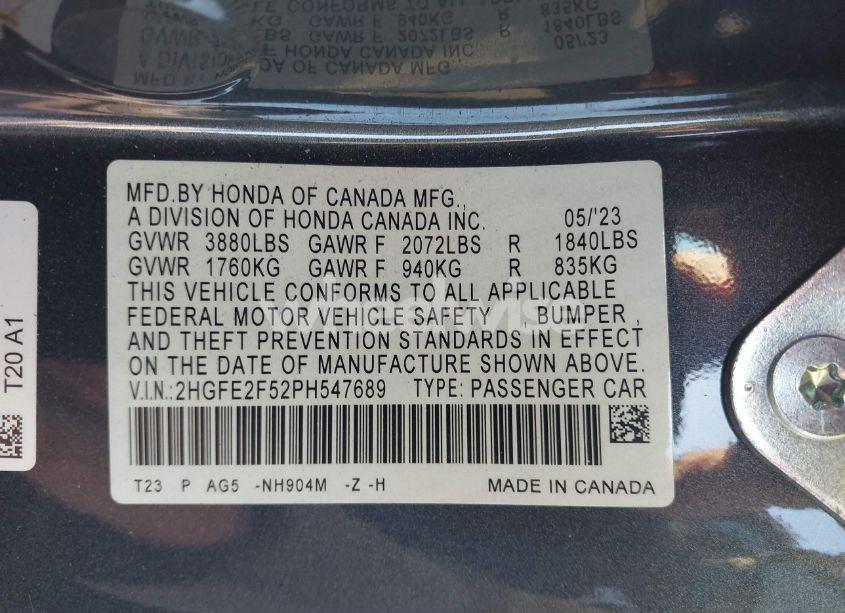 MFD.BY HONDA OF CANADA MFG.,
A DIVISION OF HONDA CANADA INC. 05/'23
GVWR 3880LBS GAWR F 2072LBS R 1840LBS
GVWR 1760KG GAWR F 940KG R 835KG
THIS VEHICLE CONFORMS TO ALL APPLICABLE
FEDERAL MOTOR VEHICLE SAFETY , BUMPER ,
AND THEFT PREVENTION STANDARDS IN EFFECT
ON THE DATE OF MANUFACTURE SHOWN ABOVE.
V.I.N.:2HGFE2F52PH547689 TYPE: PASSENGER CAR
T23 P AG5 -NH904M -Z -H MADE IN CANADA
T20 A1